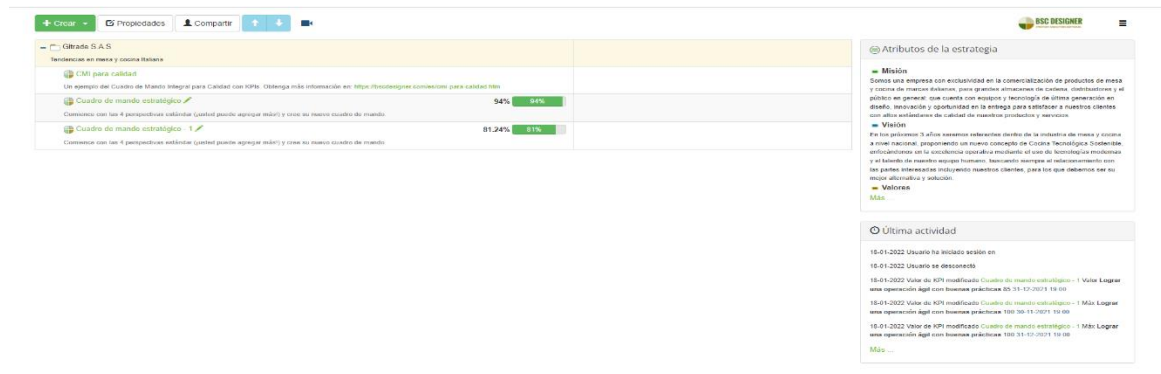 Crear
Propiedades
Compartir
BSC DESIGNER
Gitrade S.A.S
Tendencias en mesa y cocina Italiana
CMI para calidad
Un ejemplo del Cuadro de Mando Integral para Calidad con KPIs. Obtenga más información en: https://bscdesigner.com/es/cmi-para-calidad.htm
Cuadro de mando estratégico
94% 94%
Comience con las 4 perspectivas estándar (¡usted puede agregar más!) y cree su nuevo cuadro de mando
Cuadro de mando estratégico - 1
81.24% 81%
Comience con las 4 perspectivas estándar (¡usted puede agregar más!) y cree su nuevo cuadro de mando
Atributos de la estrategia
Misión
Somos una empresa con exclusividad en la comercialización de productos de mesa
y cocina de marcas italianas, para grandes almacenes de cadena, distribuidores y el
público en general, que cuenta con equipos y tecnología de última generación en
diseño, innovación y oportunidad en la entrega para satisfacer a nuestros clientes
con altos estándares de calidad de nuestros productos y servicios
Visión
En los próximos 3 años seremos referentes dentro de la industria de mesa y cocina
a nivel nacional, proponiendo un nuevo concepto de Cocina Tecnológica Sostenible,
enfocándonos en la excelencia operativa mediante el uso de tecnologías modernas
y el talento de nuestro equipo humano, buscando siempre el relacionamiento con
las partes interesadas incluyendo nuestros clientes, para los que debemos ser su
mejor alternativa y solución.
Valores
Más ...
Última actividad
18-01-2022 Usuario ha iniciado sesión en
18-01-2022 Usuario se desconectó
18-01-2022 Valor de KPI modificado Cuadro de mando estratégico - 1 Valor Lograr
una operación ágil con buenas prácticas 85 31-12-2021 19:00
18-01-2022 Valor de KPI modificado Cuadro de mando estratégico - 1 Máx Lograr
una operación ágil con buenas prácticas 100 30-11-2021 19:00
18-01-2022 Valor de KPI modificado Cuadro de mando estratégico - 1 Máx Lograr
una operación ágil con buenas prácticas 100 31-12-2021 19:00
Más ...